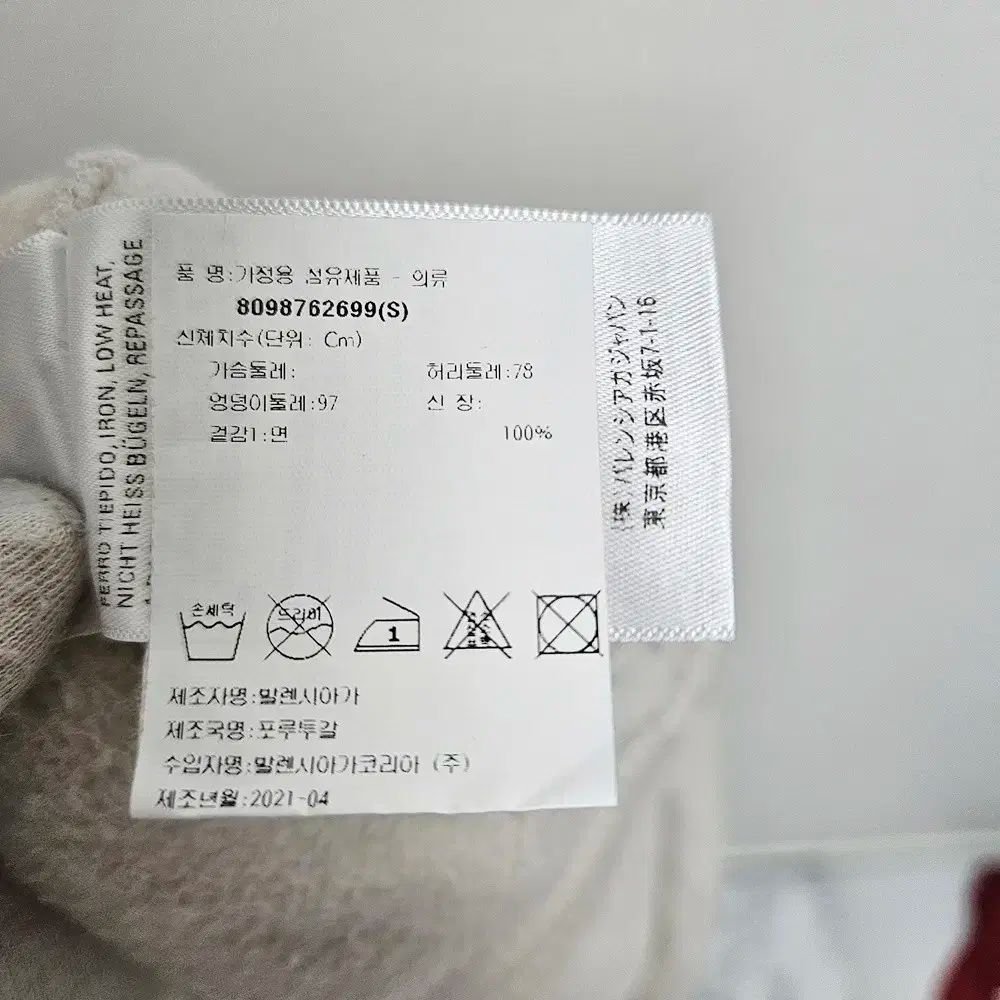 FERRO TIEPIDO, IRON, LOW HEAT,
NICHT HEISS BÜGELN, REPASSAGE
품 명:가정용 섬유제품 - 의류
8098762699(S)
신체치수(단위: Cm)
가슴둘레: 허리둘레:78
엉덩이둘레:97 신 장:
겉감1:면 100%
손세탁
드라이
1
제조자명:발렌시아가
제조국명:포루투갈
수입자명:발렌시아가코리아 (주)
제조년월:2021-04
(株)バレンシアガジャパン
東京都港区赤坂7-1-16